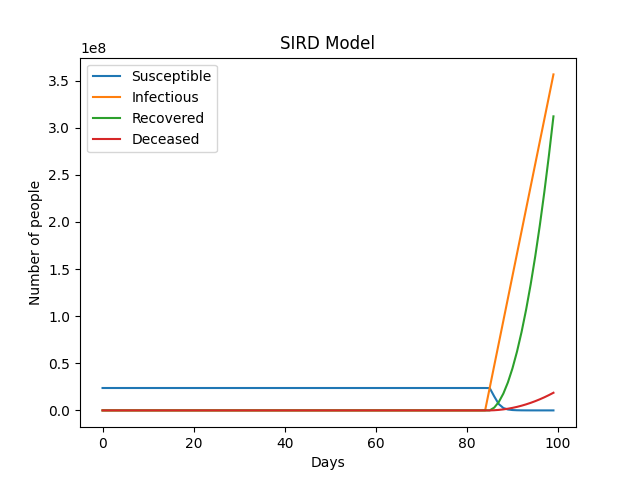 SIRD Model
1e8
Susceptible
Infectious
Recovered
Deceased
3.5
3.0
2.5
2.0
1.5
1.0
0.5
0.0
Number of people
0 20 40 60 80 100
Days